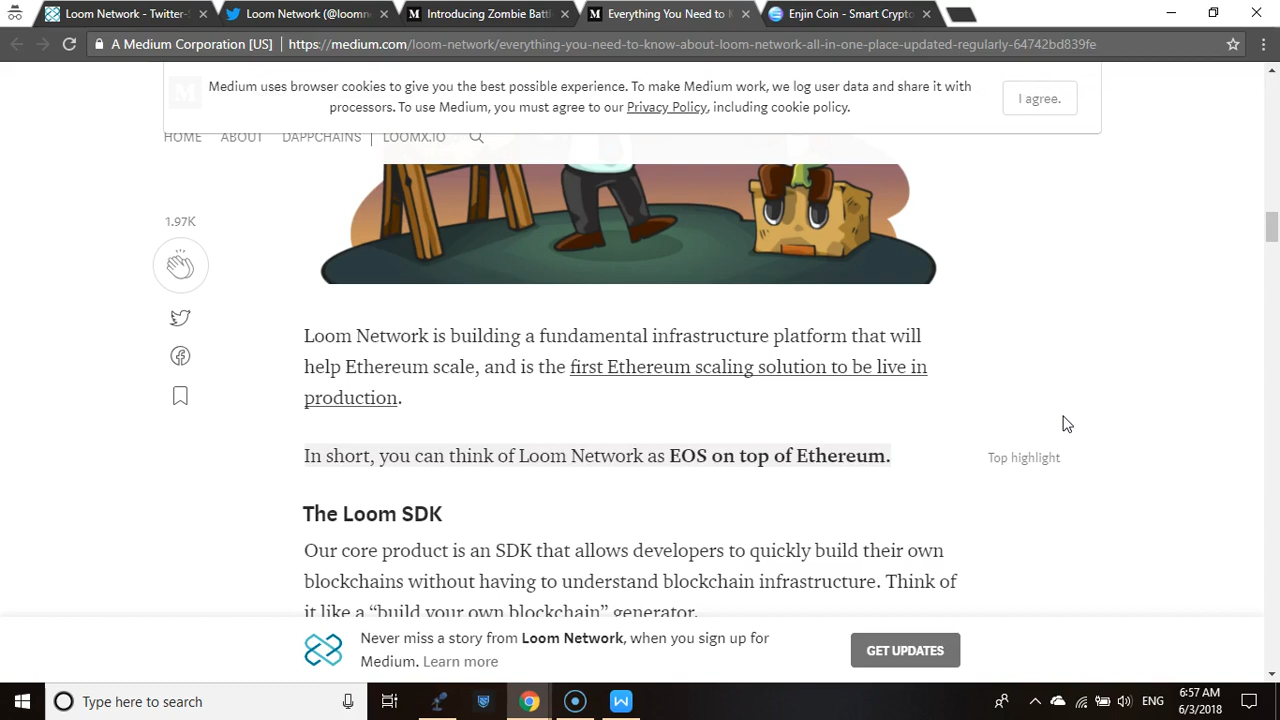 Loom Network - Twitter-
Loom Network (@loomn
Introducing Zombie Battl
Everything You Need to
Enjin Coin - Smart Crypto
A Medium Corporation [US] https://medium.com/loom-network/everything-you-need-to-know-about-loom-network-all-in-one-place-updated-regularly-64742bd839fe
Medium uses browser cookies to give you the best possible experience. To make Medium work, we log user data and share it with
processors. To use Medium, you must agree to our Privacy Policy, including cookie policy.
I agree.
HOME ABOUT DAPPCHAINS LOOMX.IO
1.97K
Loom Network is building a fundamental infrastructure platform that will
help Ethereum scale, and is the first Ethereum scaling solution to be live in
production.
In short, you can think of Loom Network as EOS on top of Ethereum.
Top highlight
The Loom SDK
Our core product is an SDK that allows developers to quickly build their own
blockchains without having to understand blockchain infrastructure. Think of
it like a “build your own blockchain” generator.
Never miss a story from Loom Network, when you sign up for
Medium. Learn more
GET UPDATES
Type here to search
ENG
6:57 AM
6/3/2018